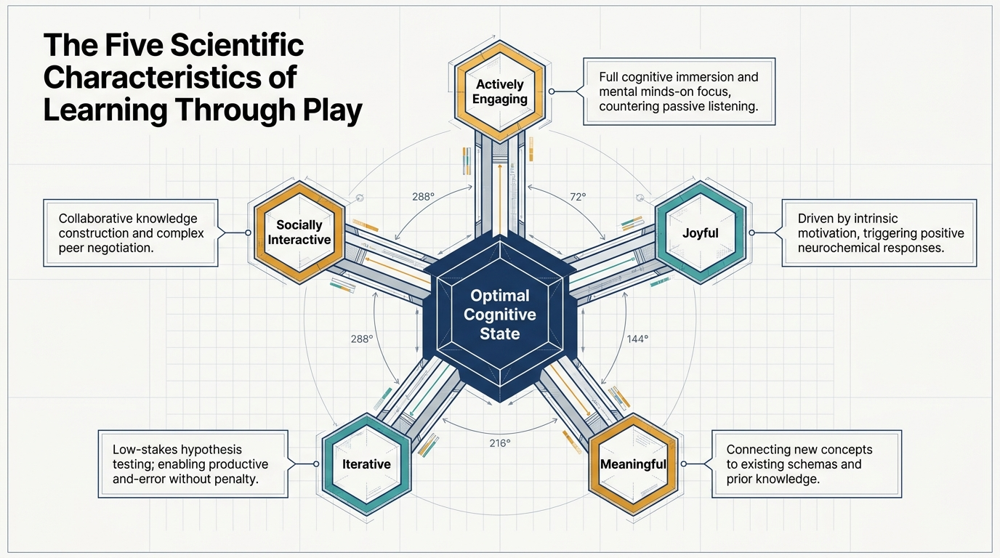 The Five Scientific
Characteristics of
Learning Through Play
Actively
Engaging
Full cognitive immersion and
mental minds-on focus,
countering passive listening.
288°
72°
Socially
Interactive
Collaborative knowledge
construction and complex
peer negotiation.
Joyful
Driven by intrinsic
motivation, triggering positive
neurochemical responses.
Optimal
Cognitive
State
288°
144°
216°
Iterative
Low-stakes hypothesis
testing; enabling productive
and-error without penalty.
Meaningful
Connecting new concepts
to existing schemas and
prior knowledge.